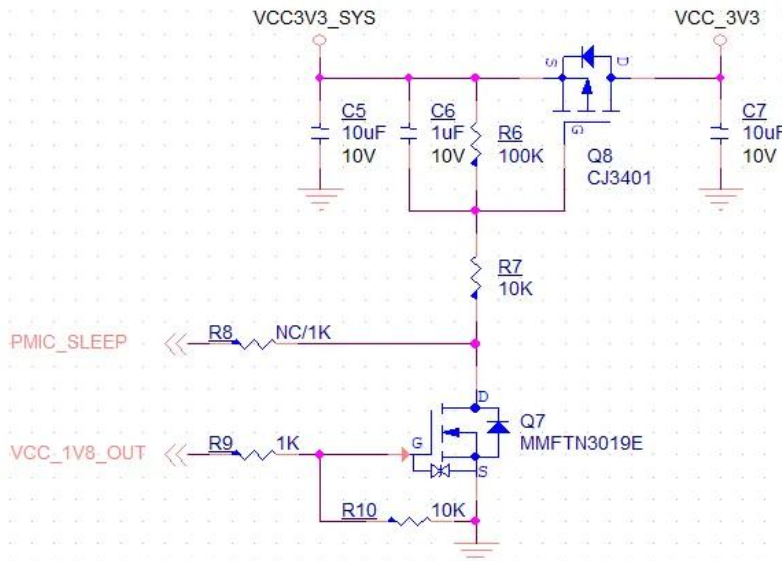 VCC3V3_SYS
VCC_3V3
S
D
G
C5
10uF
10V
C6
1uF
10V
R6
100K
Q8
CJ3401
C7
10uF
10V
R7
10K
PMIC_SLEEP
R8
NC/1K
D
Q7
MMFTN3019E
VCC_1V8_OUT
R9
1K
G
S
R10
10K